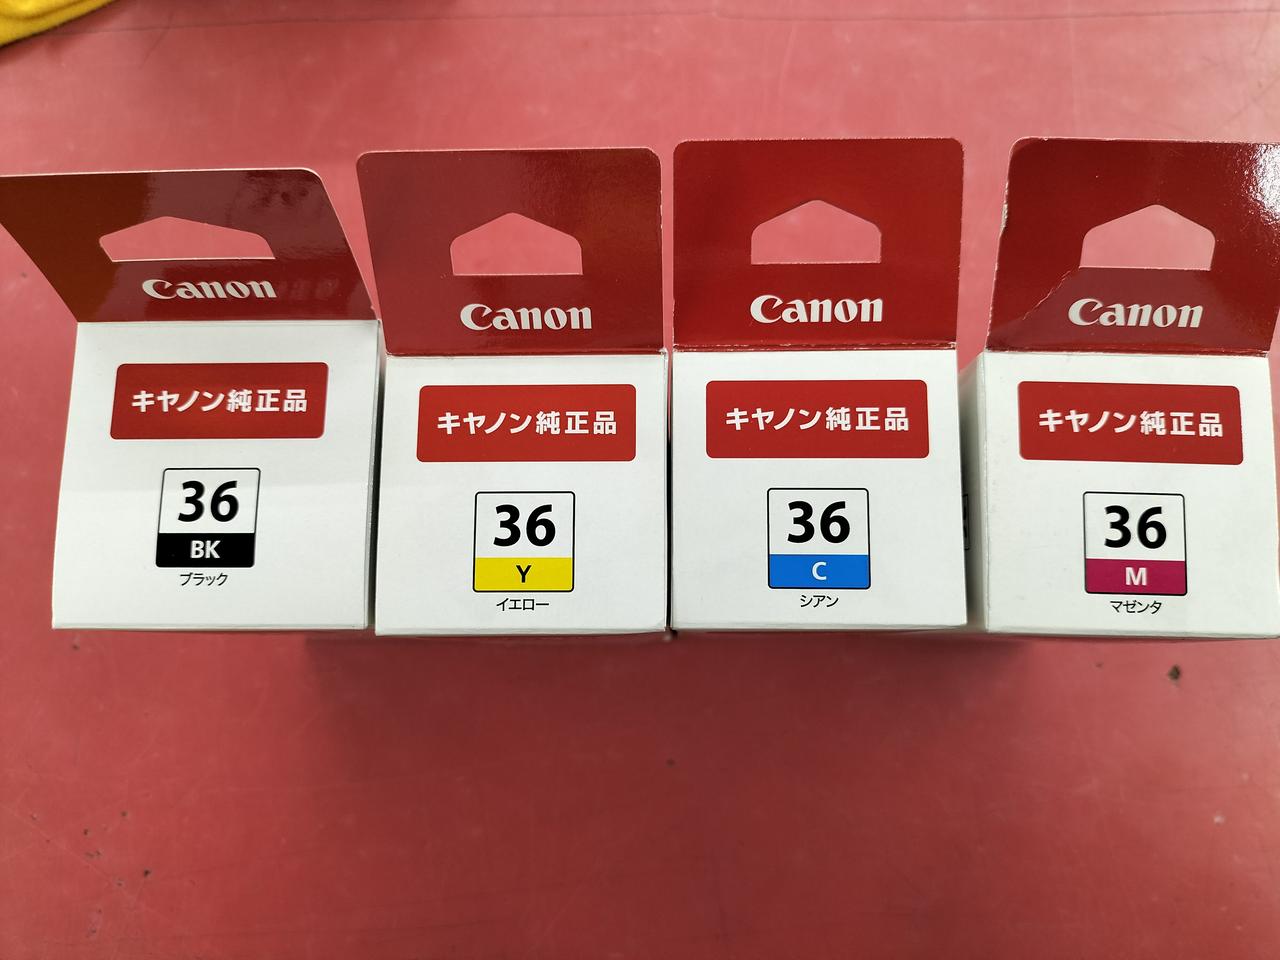 Canon
キヤノン純正品
36
BK
ブラック
Canon
キヤノン純正品
36
Y
イエロー
Canon
キヤノン純正品
36
C
シアン
Canon
キヤノン純正品
36
M
マゼンタ